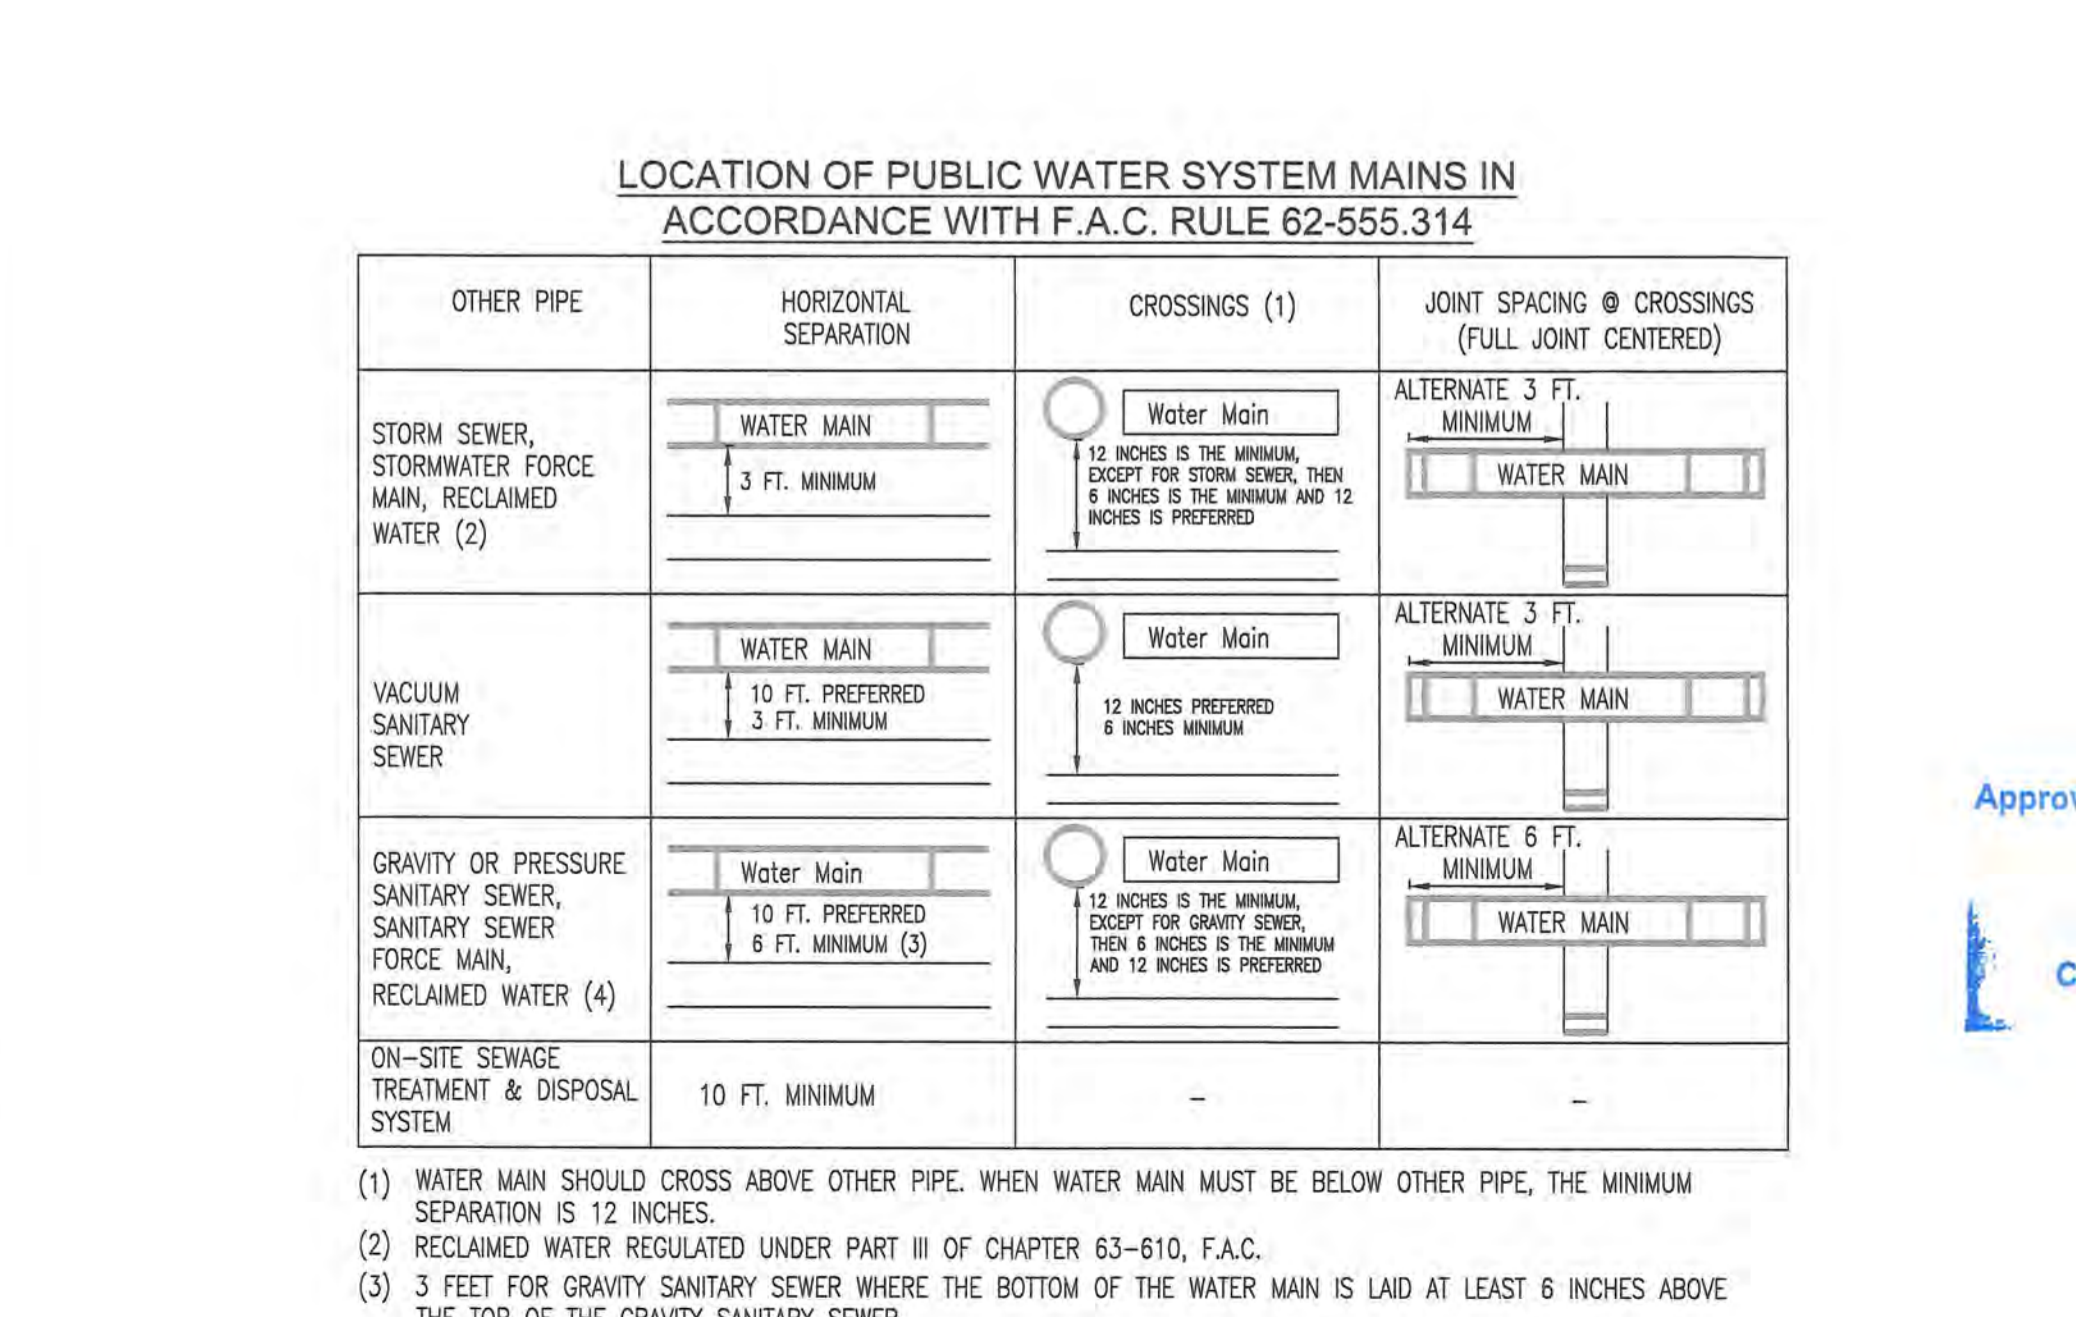 LOCATION OF PUBLIC WATER SYSTEM MAINS IN
ACCORDANCE WITH F.A.C. RULE 62-555.314
OTHER PIPE
HORIZONTAL
SEPARATION
CROSSINGS (1)
JOINT SPACING @ CROSSINGS
(FULL JOINT CENTERED)
STORM SEWER,
STORMWATER FORCE
MAIN, RECLAIMED
WATER (2)
WATER MAIN
3 FT. MINIMUM
Water Main
12 INCHES IS THE MINIMUM,
EXCEPT FOR STORM SEWER, THEN
6 INCHES IS THE MINIMUM AND 12
INCHES IS PREFERRED
ALTERNATE 3 FT.
MINIMUM
WATER MAIN
VACUUM
SANITARY
SEWER
WATER MAIN
10 FT. PREFERRED
3 FT. MINIMUM
Water Main
12 INCHES PREFERRED
6 INCHES MINIMUM
ALTERNATE 3 FT.
MINIMUM
WATER MAIN
GRAVITY OR PRESSURE
SANITARY SEWER,
SANITARY SEWER
FORCE MAIN,
RECLAIMED WATER (4)
Water Main
10 FT. PREFERRED
6 FT. MINIMUM (3)
Water Main
12 INCHES IS THE MINIMUM,
EXCEPT FOR GRAVITY SEWER,
THEN 6 INCHES IS THE MINIMUM
AND 12 INCHES IS PREFERRED
ALTERNATE 6 FT.
MINIMUM
WATER MAIN
ON-SITE SEWAGE
TREATMENT & DISPOSAL
SYSTEM
10 FT. MINIMUM
–
–
(1) WATER MAIN SHOULD CROSS ABOVE OTHER PIPE. WHEN WATER MAIN MUST BE BELOW OTHER PIPE, THE MINIMUM
SEPARATION IS 12 INCHES.
(2) RECLAIMED WATER REGULATED UNDER PART III OF CHAPTER 63-610, F.A.C.
(3) 3 FEET FOR GRAVITY SANITARY SEWER WHERE THE BOTTOM OF THE WATER MAIN IS LAID AT LEAST 6 INCHES ABOVE
THE TOP OF THE GRAVITY SANITARY SEWER
Approv
C